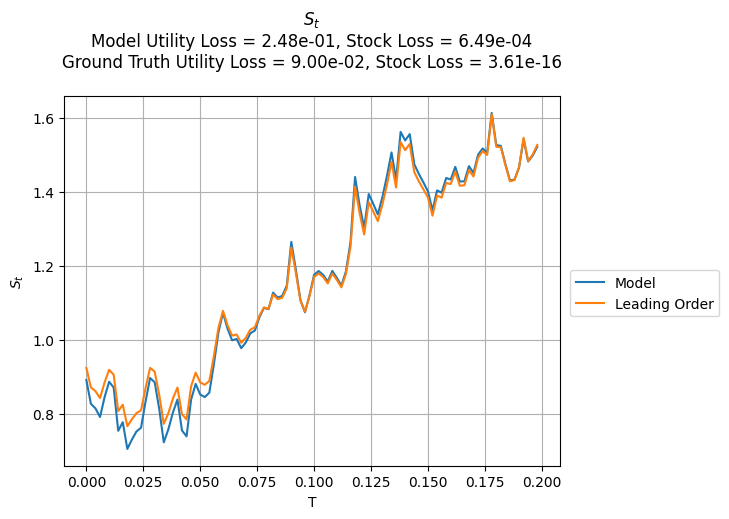 S_t
Model Utility Loss = 2.48e-01, Stock Loss = 6.49e-04
Ground Truth Utility Loss = 9.00e-02, Stock Loss = 3.61e-16
1.6
1.4
1.2
1.0
0.8
S_t
0.000 0.025 0.050 0.075 0.100 0.125 0.150 0.175 0.200
T
Model
Leading Order